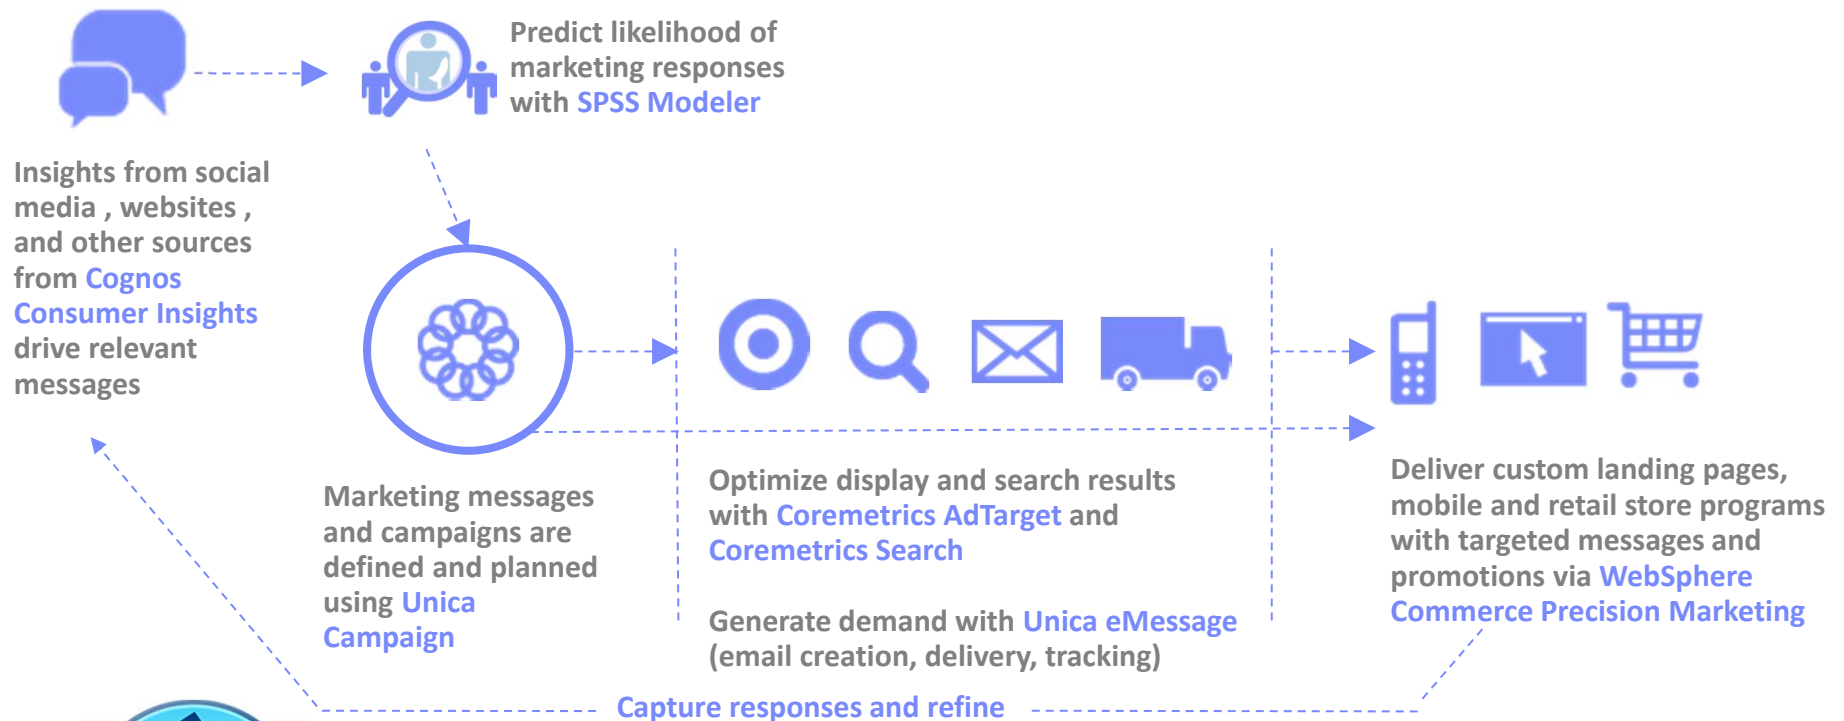 Predict likelihood of
marketing responses
with SPSS Modeler
Insights from social
media , websites ,
and other sources
from Cognos
Consumer Insights
drive relevant
messages
Marketing messages
and campaigns are
defined and planned
using Unica
Campaign
Optimize display and search results
with Coremetrics AdTarget and
Coremetrics Search
Generate demand with Unica eMessage
(email creation, delivery, tracking)
Deliver custom landing pages,
mobile and retail store programs
with targeted messages and
promotions via WebSphere
Commerce Precision Marketing
Capture responses and refine